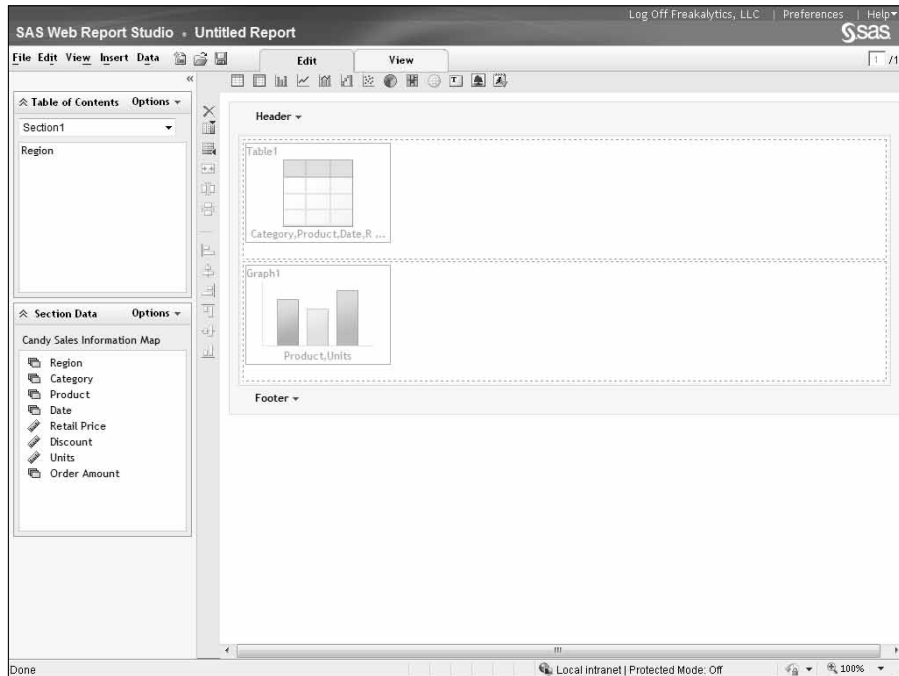 Log Off Freakalytics, LLC | Preferences | Help
SAS Web Report Studio • Untitled Report
sas
File Edit View Insert Data
Edit View
1 /1
«
Table of Contents Options
Section1
Region
Header
Table1
Category,Product,Date,R ...
Graph1
Product,Units
Footer
Section Data Options
Candy Sales Information Map
Region
Category
Product
Date
Retail Price
Discount
Units
Order Amount
Done
Local intranet | Protected Mode: Off
100%